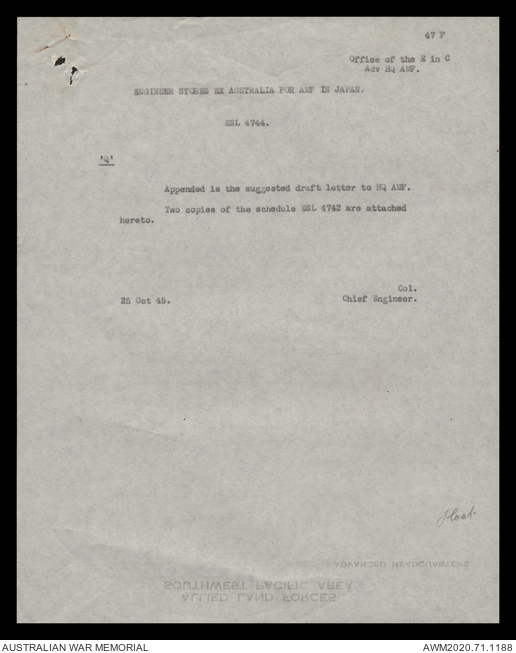 47 F
Office of the E in C
Adv HQ AMF.
ENGINEER STORES EX AUSTRALIA FOR AMF IN JAPAN.
ESL 4744.
'Q'
Appended is the suggested draft letter to HQ AMF.
Two copies of the schedule ESL 4742 are attached
hereto.
Col.
25 Oct 45. Chief Engineer.
ADVANCED HEADQUARTERS
SOUTHWEST PACIFIC AREA
ALLIED LAND FORCES
AUSTRALIAN WAR MEMORIAL AWM2020.71.1188